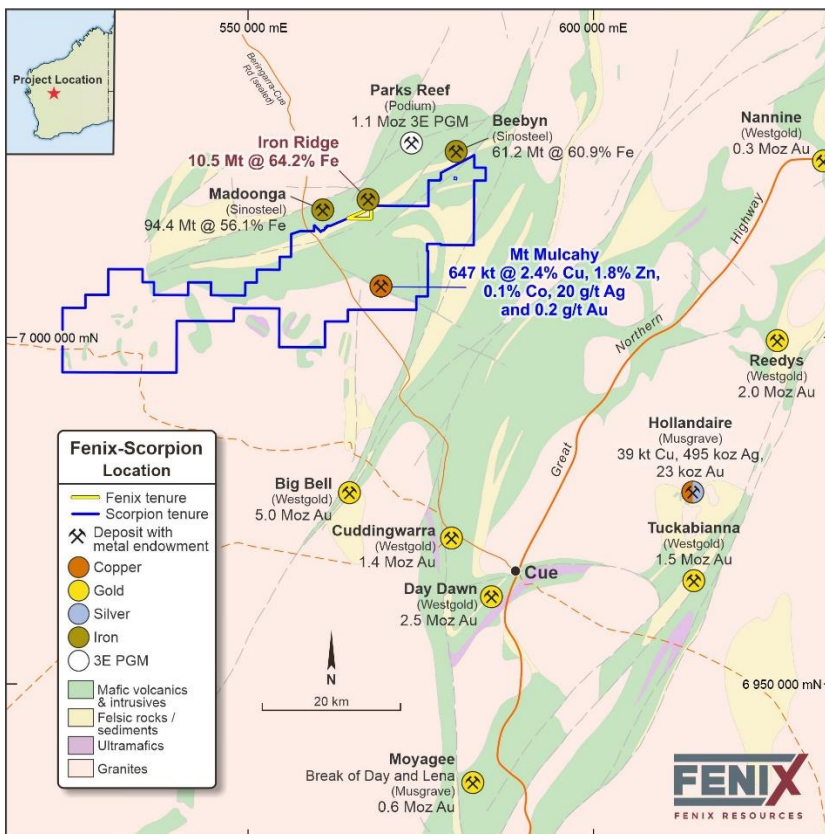 550 000 mE
600 000 mE
Project Location
Beringarra-Cue
Rd (sealed)
Parks Reef
(Podium)
1.1 Moz 3E PGM
Beebyn
(Sinosteel)
61.2 Mt @ 60.9% Fe
Nannine
(Westgold)
0.3 Moz Au
Iron Ridge
10.5 Mt @ 64.2% Fe
Madoonga
(Sinosteel)
94.4 Mt @ 56.1% Fe
Mt Mulcahy
647 kt @ 2.4% Cu, 1.8% Zn,
0.1% Co, 20 g/t Ag
and 0.2 g/t Au
Highway
Northern
Great
7 000 000 mN
Reedys
(Westgold)
2.0 Moz Au
Hollandaire
(Musgrave)
39 kt Cu, 495 koz Ag,
23 koz Au
Big Bell
(Westgold)
5.0 Moz Au
Cuddingwarra
(Westgold)
1.4 Moz Au
Tuckabianna
(Westgold)
1.5 Moz Au
Cue
Day Dawn
(Westgold)
2.5 Moz Au
Fenix-Scorpion
Location
Fenix tenure
Scorpion tenure
Deposit with
metal endowment
Copper
Gold
Silver
Iron
3E PGM
Mafic volcanics
& intrusives
Felsic rocks /
sediments
Ultramafics
Granites
N
20 km
6 950 000 mN
Moyagee
Break of Day and Lena
(Musgrave)
0.6 Moz Au
FENIX
FENIX RESOURCES